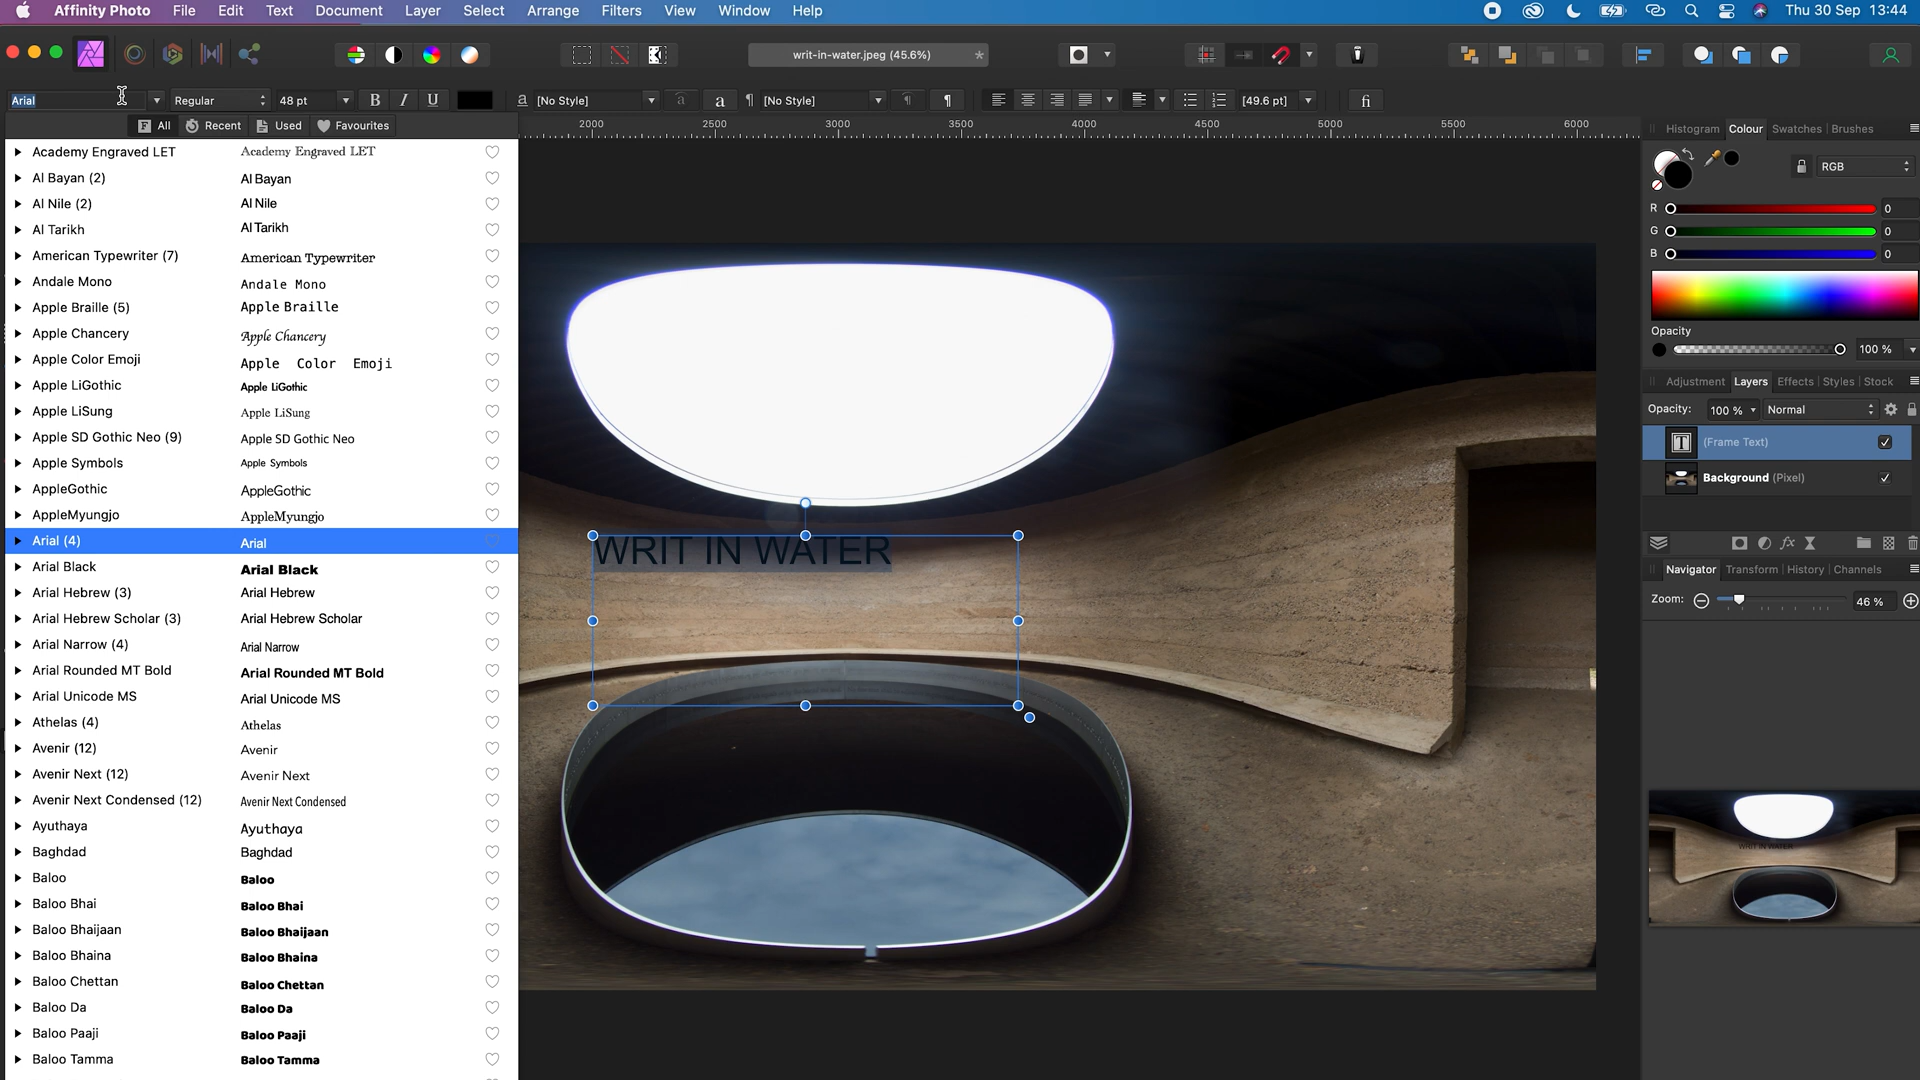 Affinity Photo File Edit Text Document Layer Select Arrange Filters View Window Help Thu 30 Sep 13:44
writ-in-water.jpeg (45.6%) *
Arial Regular 48 pt B I U a [No Style] a a ¶ [No Style] ¶ ¶ [49.6 pt] fi
F All Recent Used Favourites
2000 2500 3000 3500 4000 4500 5000 5500 6000
Academy Engraved LET Academy Engraved LET
Al Bayan (2) Al Bayan
Al Nile (2) Al Nile
Al Tarikh Al Tarikh
American Typewriter (7) American Typewriter
Andale Mono Andale Mono
Apple Braille (5) Apple Braille
Apple Chancery Apple Chancery
Apple Color Emoji Apple Color Emoji
Apple LiGothic Apple LiGothic
Apple LiSung Apple LiSung
Apple SD Gothic Neo (9) Apple SD Gothic Neo
Apple Symbols Apple Symbols
AppleGothic AppleGothic
AppleMyungjo AppleMyungjo
Arial (4) Arial
Arial Black Arial Black
Arial Hebrew (3) Arial Hebrew
Arial Hebrew Scholar (3) Arial Hebrew Scholar
Arial Narrow (4) Arial Narrow
Arial Rounded MT Bold Arial Rounded MT Bold
Arial Unicode MS Arial Unicode MS
Athelas (4) Athelas
Avenir (12) Avenir
Avenir Next (12) Avenir Next
Avenir Next Condensed (12) Avenir Next Condensed
Ayuthaya Ayuthaya
Baghdad Baghdad
Baloo Baloo
Baloo Bhai Baloo Bhai
Baloo Bhaijaan Baloo Bhaijaan
Baloo Bhaina Baloo Bhaina
Baloo Chettan Baloo Chettan
Baloo Da Baloo Da
Baloo Paaji Baloo Paaji
Baloo Tamma Baloo Tamma
WRIT IN WATER
Histogram Colour Swatches Brushes
RGB
R 0
G 0
B 0
Opacity
100 %
Adjustment Layers Effects Styles Stock
Opacity: 100 % Normal
T (Frame Text)
Background (Pixel)
fx
Navigator Transform History Channels
Zoom: 46 %
WRIT IN WATER